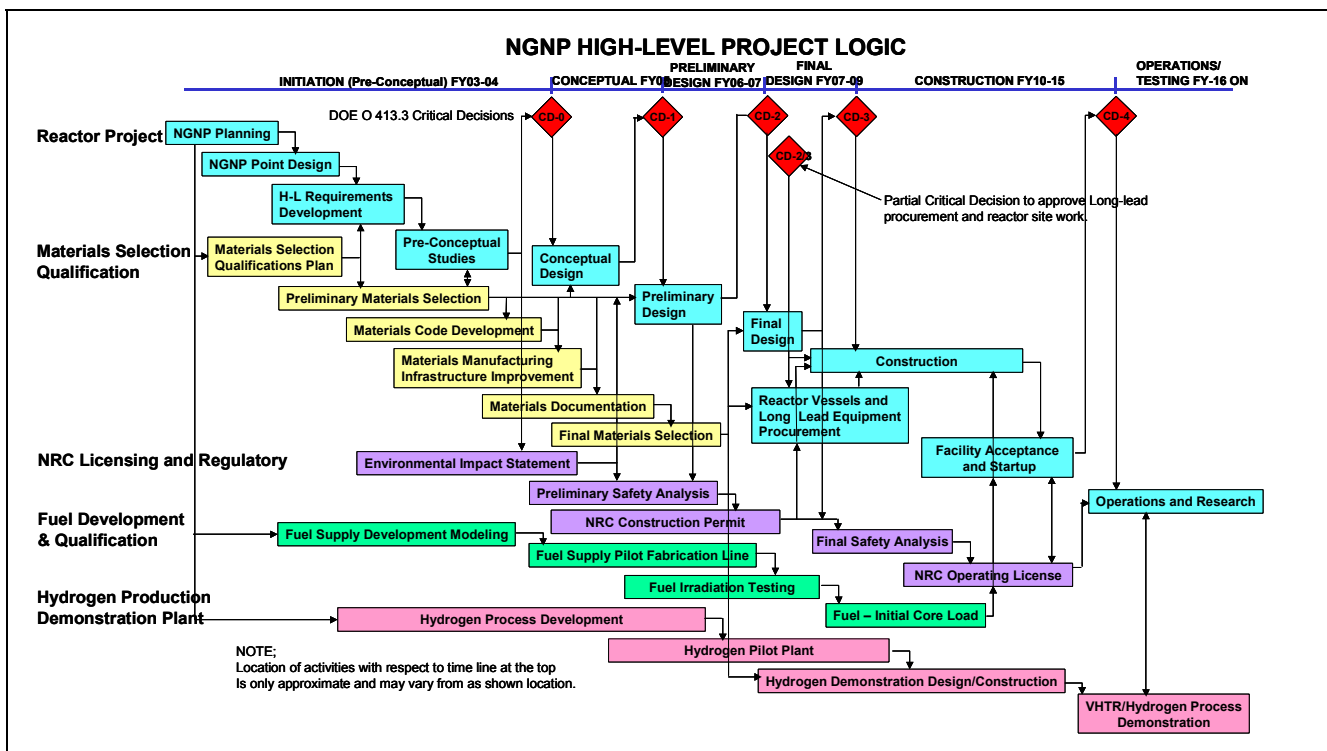 NGNP HIGH-LEVEL PROJECT LOGIC
INITIATION (Pre-Conceptual) FY03-04
CONCEPTUAL FY05
PRELIMINARY
DESIGN FY06-07
FINAL
DESIGN FY07-09
CONSTRUCTION FY10-15
OPERATIONS/
TESTING FY-16 ON
DOE O 413.3 Critical Decisions
CD-0
CD-1
CD-2
CD-3
CD-4
CD-2/3
Partial Critical Decision to approve Long-lead
procurement and reactor site work.
Reactor Project
NGNP Planning
NGNP Point Design
H-L Requirements
Development
Pre-Conceptual
Studies
Conceptual
Design
Preliminary
Design
Final
Design
Construction
Reactor Vessels and
Long Lead Equipment
Procurement
Facility Acceptance
and Startup
Operations and Research
Materials Selection
Qualification
Materials Selection
Qualifications Plan
Preliminary Materials Selection
Materials Code Development
Materials Manufacturing
Infrastructure Improvement
Materials Documentation
Final Materials Selection
NRC Licensing and Regulatory
Environmental Impact Statement
Preliminary Safety Analysis
NRC Construction Permit
Final Safety Analysis
NRC Operating License
Fuel Development
& Qualification
Fuel Supply Development Modeling
Fuel Supply Pilot Fabrication Line
Fuel Irradiation Testing
Fuel – Initial Core Load
Hydrogen Production
Demonstration Plant
Hydrogen Process Development
Hydrogen Pilot Plant
Hydrogen Demonstration Design/Construction
VHTR/Hydrogen Process
Demonstration
NOTE;
Location of activities with respect to time line at the top
Is only approximate and may vary from as shown location.